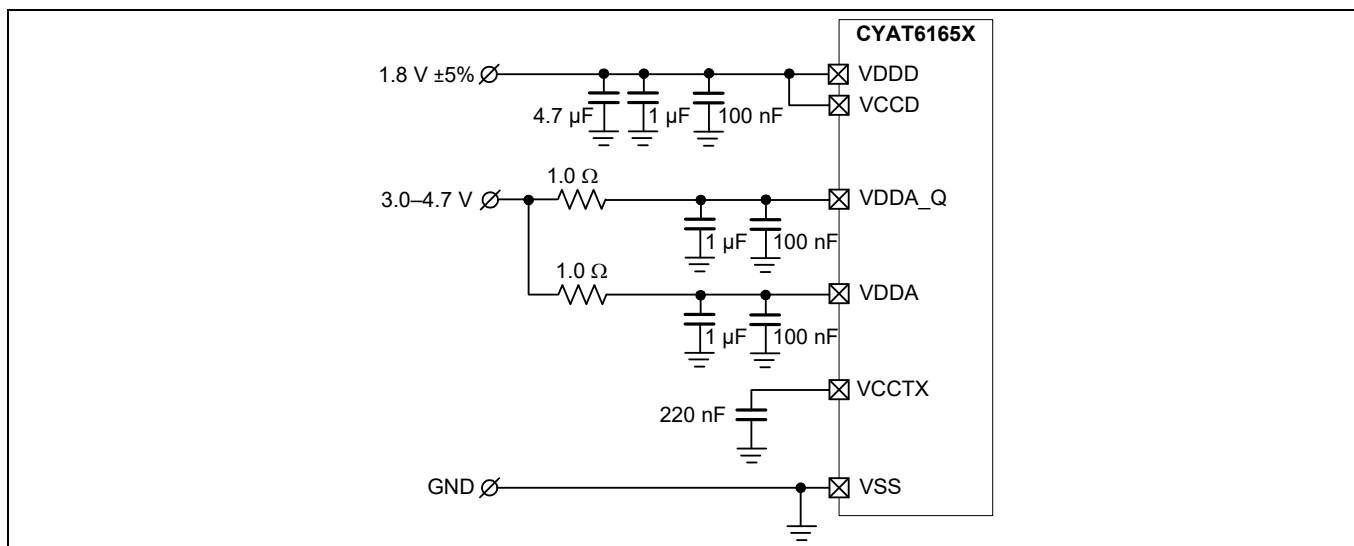 CYAT6165X
1.8 V ±5%
VDDD
VCCD
4.7 µF
1 µF
100 nF
1.0 Ω
3.0–4.7 V
VDDA_Q
1 µF
100 nF
1.0 Ω
VDDA
1 µF
100 nF
VCCTX
220 nF
GND
VSS